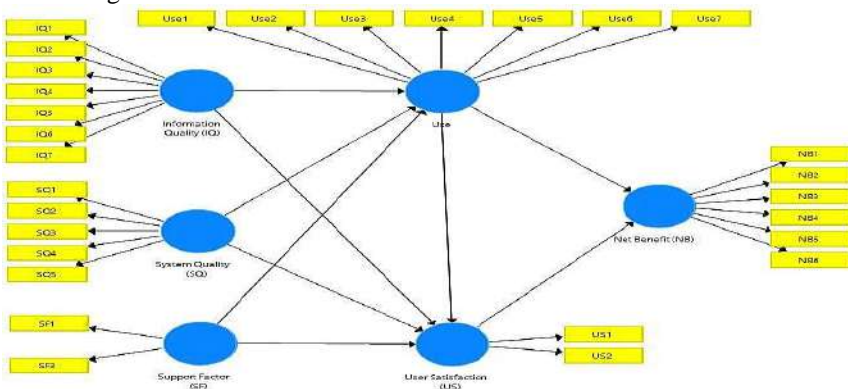 IQ1
IQ2
IQ3
IQ4
IQ5
IQ6
IQ7
Use1
Use2
Use3
Use4
Use5
Use6
Use7
Information
Quality (IQ)
Use
SQ1
SQ2
SQ3
SQ4
SQ5
System Quality
(SQ)
NB1
NB2
NB3
NB4
NB5
NB6
Net Benefit (NB)
SF1
Support Factor
(SF)
User Satisfaction
(US)
US1
US2